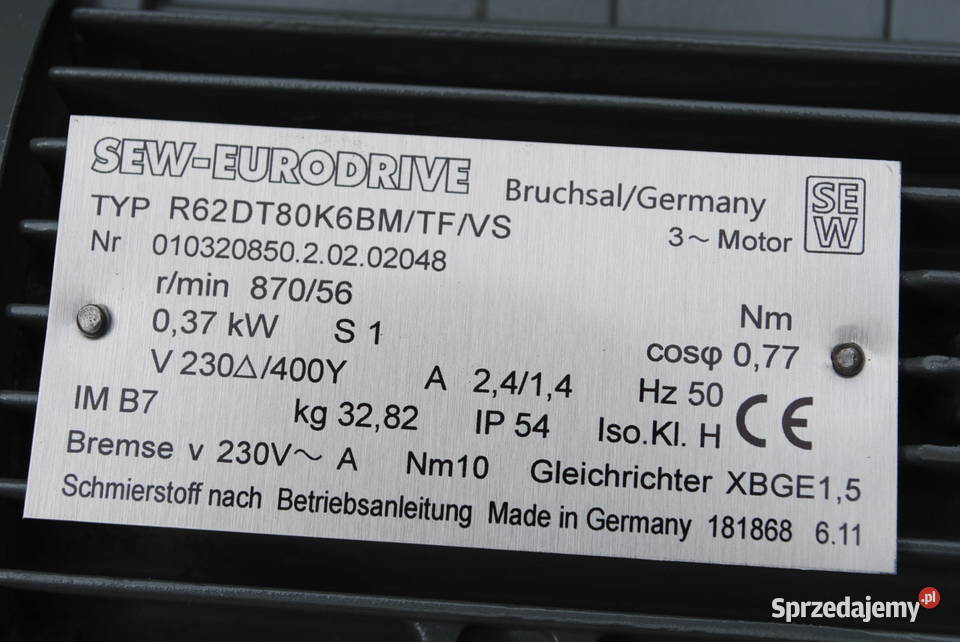 SEW-EURODRIVE Bruchsal/Germany SEW
TYP R62DT80K6BM/TF/VS 3~ Motor
Nr 010320850.2.02.02048
r/min 870/56 Nm
0,37 kW S 1 cosφ 0,77
V 230Δ/400Y A 2,4/1,4 Hz 50
IM B7 kg 32,82 IP 54 Iso.Kl. H CE
Bremse v 230V~ A Nm10 Gleichrichter XBGE1,5
Schmierstoff nach Betriebsanleitung Made in Germany 181868 6.11
Sprzedajemy.pl